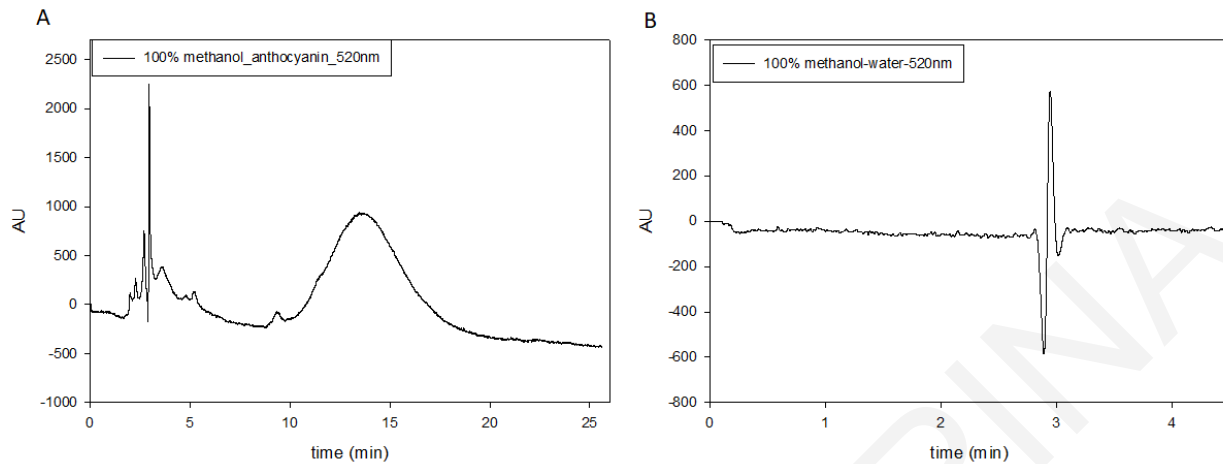 A
100% methanol_anthocyanin_520nm
2500
2000
1500
1000
500
0
-500
-1000
AU
0 5 10 15 20 25
time (min)
B
100% methanol-water-520nm
800
600
400
200
0
-200
-400
-600
-800
AU
0 1 2 3 4
time (min)
PINA